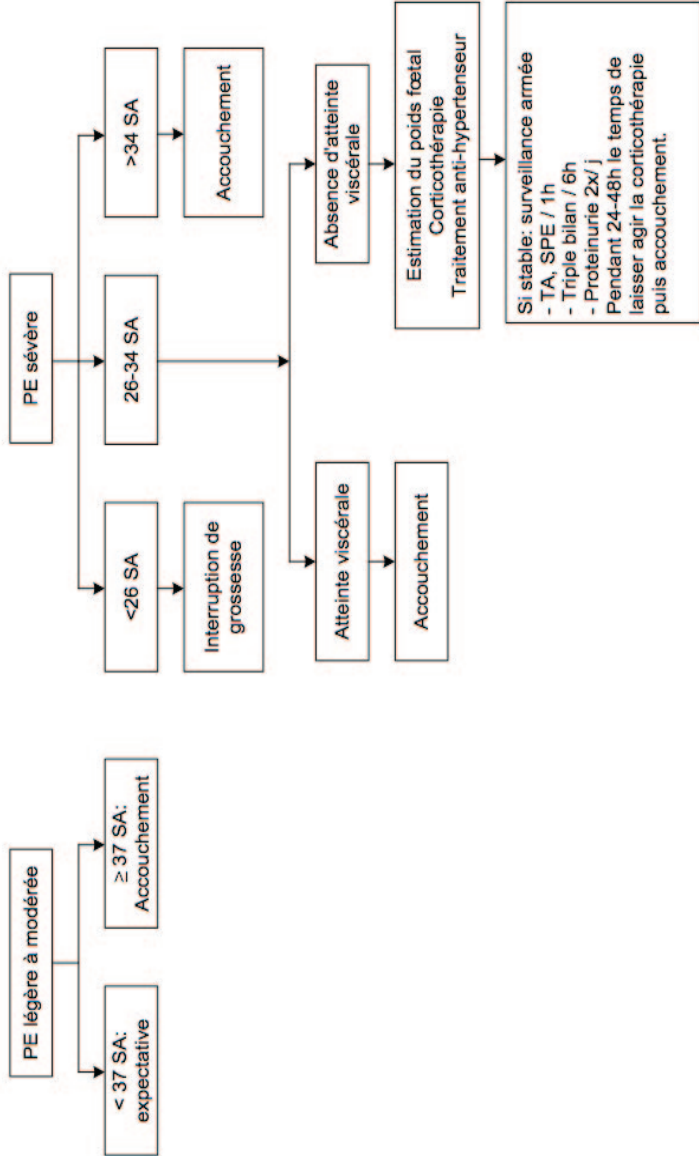 PE légère à modérée
< 37 SA:
expectative
≥ 37 SA:
Accouchement
PE sévère
<26 SA
26-34 SA
>34 SA
Interruption de
grossesse
Accouchement
Atteinte viscérale
Absence d'atteinte
viscérale
Accouchement
Estimation du poids fœtal
Corticothérapie
Traitement anti-hypertenseur
Si stable: surveillance armée
- TA, SPE / 1h
- Triple bilan / 6h
- Proteinurie 2x/ j
Pendant 24-48h le temps de
laisser agir la corticothérapie
puis accouchement.